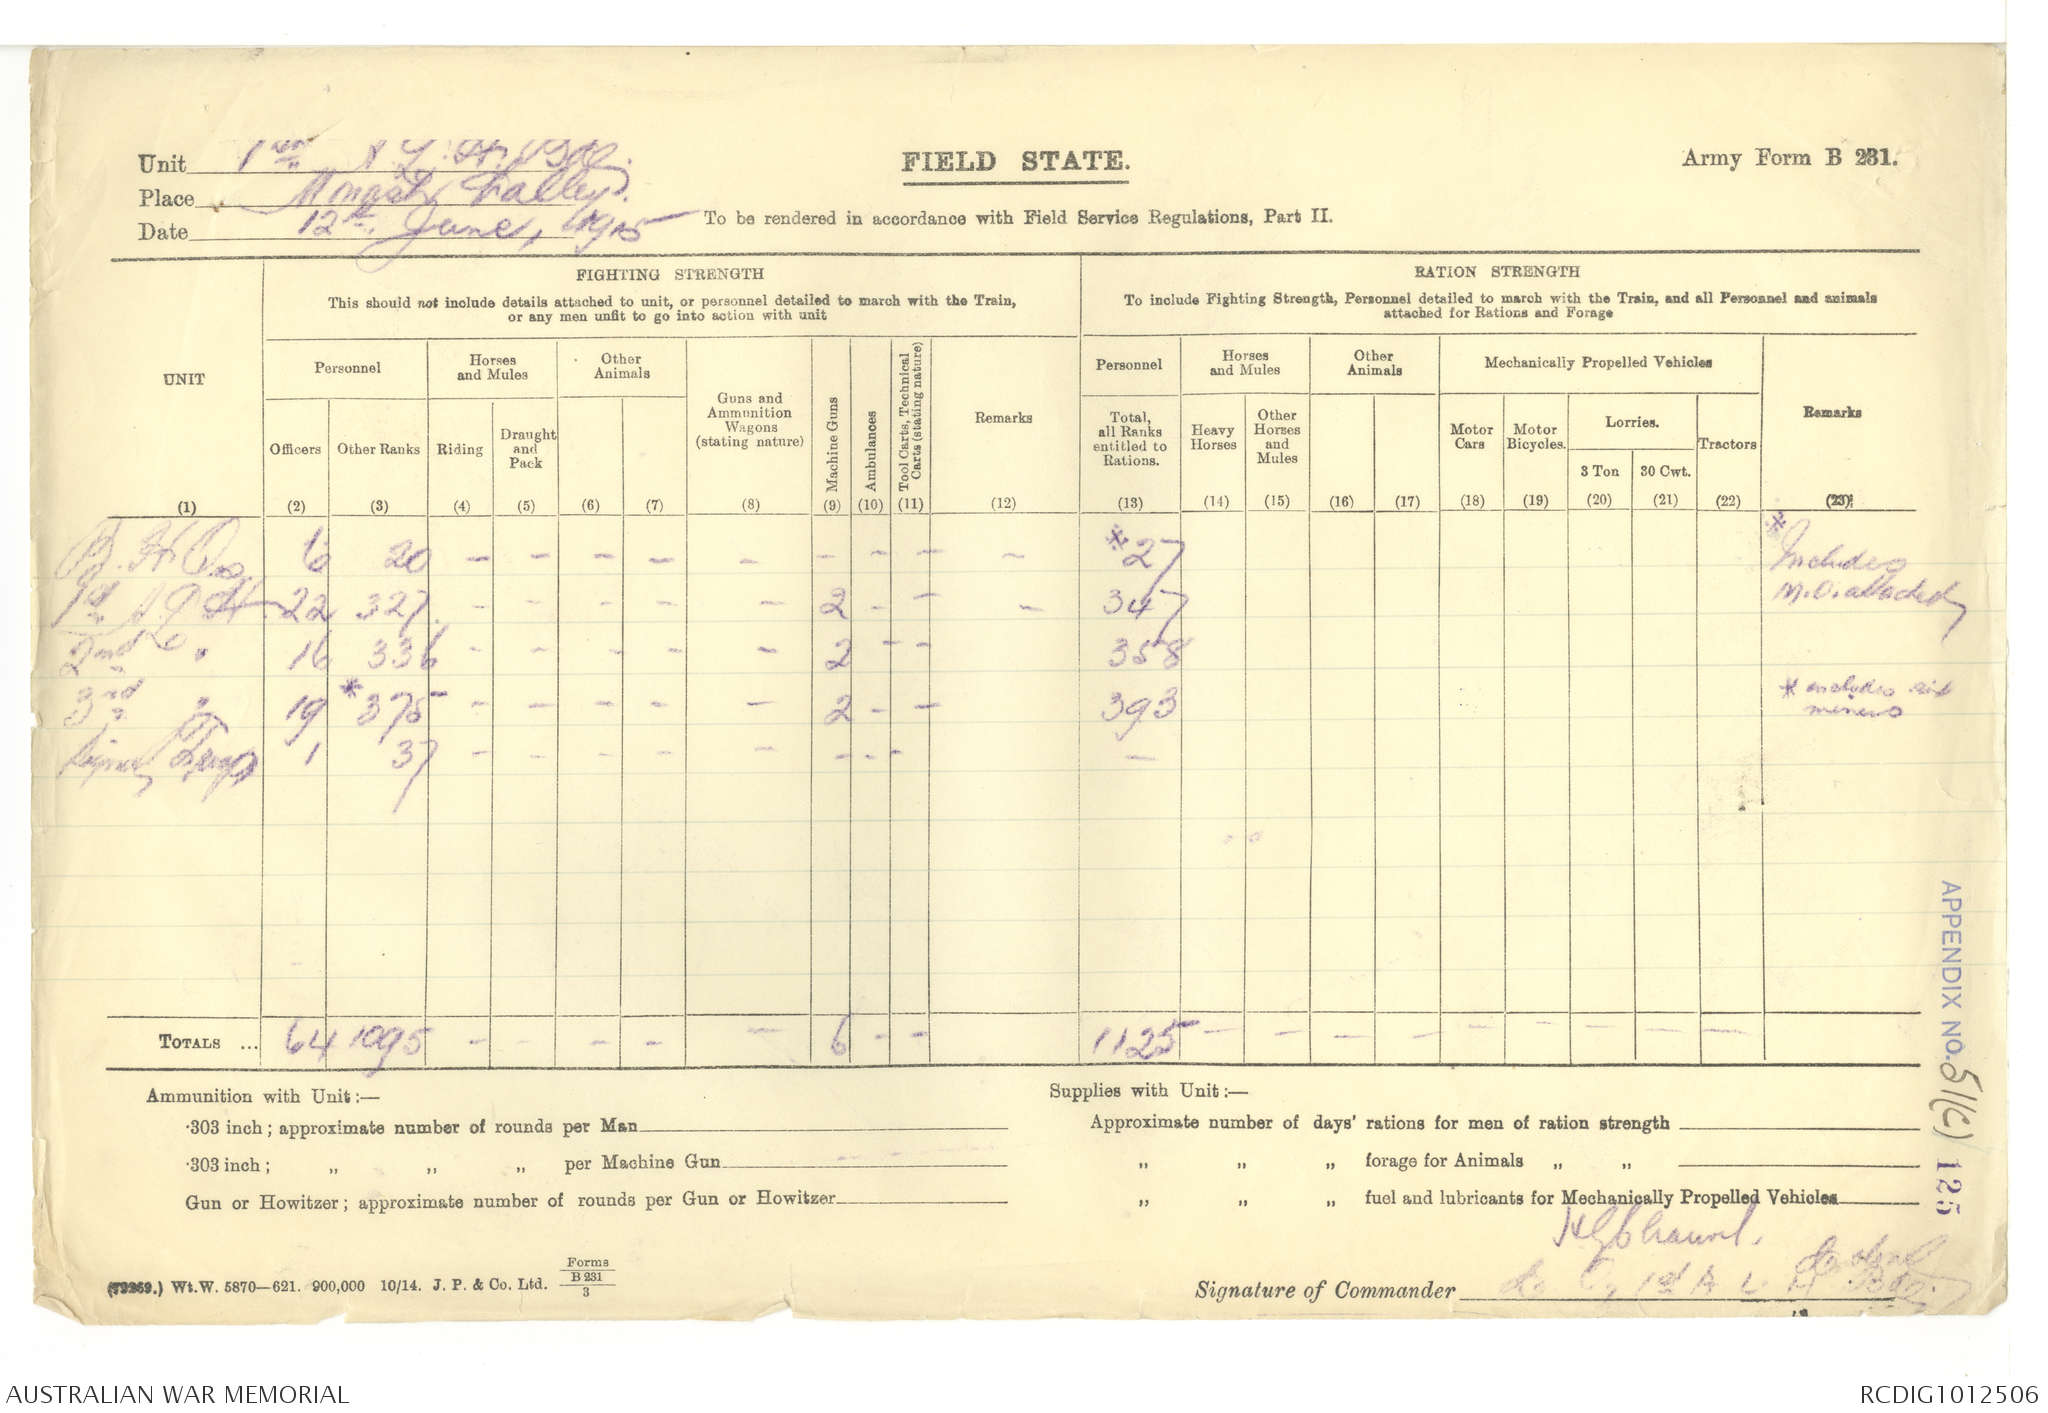 Unit 1st A L. H. Bde.
Place Monash Valley.
Date 12th June, 1915
FIELD STATE.
Army Form B 231.
To be rendered in accordance with Field Service Regulations, Part II.
UNIT
(1)
FIGHTING STRENGTH
This should not include details attached to unit, or personnel detailed to march with the Train,
or any men unfit to go into action with unit
RATION STRENGTH
To include Fighting Strength, Personnel detailed to march with the Train, and all Personnel and animals
attached for Rations and Forage
Personnel
Horses and Mules
Other Animals
Guns and Ammunition Wagons (stating nature)
Machine Guns
Ambulances
Tool Carts, Technical Carts (stating nature)
Remarks
Personnel
Horses and Mules
Other Animals
Mechanically Propelled Vehicles
Remarks
Officers
Other Ranks
Riding
Draught and Pack
Total, all Ranks entitled to Rations.
Heavy Horses
Other Horses and Mules
Motor Cars
Motor Bicycles.
Lorries.
3 Ton
30 Cwt.
Tractors
(2) (3) (4) (5) (6) (7) (8) (9) (10) (11) (12) (13) (14) (15) (16) (17) (18) (19) (20) (21) (22) (23)
B. H. Q. 6 20 - - - - - - - - - *27 * Includes M.O. attached
1st A L H. 22 327. - - - - - 2 - - - 347
2nd " 16 336 - - - - - 2 - - 358
3rd " 19 *375 - - - - - 2 - - 393 * includes six miners
Signal Troop 1 37 - - - - - - - - —
TOTALS ... 64 1095 - - - - - 6 - - 1125 - - - - - - - - -
Ammunition with Unit :—
·303 inch ; approximate number of rounds per Man
·303 inch ; " " " per Machine Gun
Gun or Howitzer ; approximate number of rounds per Gun or Howitzer
Supplies with Unit :—
Approximate number of days' rations for men of ration strength
" " " forage for Animals " "
" " " fuel and lubricants for Mechanically Propelled Vehicles
H G Chauvel.
Colonel
Signature of Commander 1st A L H Bde.
(79269.) Wt.W. 5870—621. 900,000 10/14. J. P. & Co. Ltd. Forms B 231 3
APPENDIX NO. 51(c) 125
AUSTRALIAN WAR MEMORIAL
RCDIG1012506